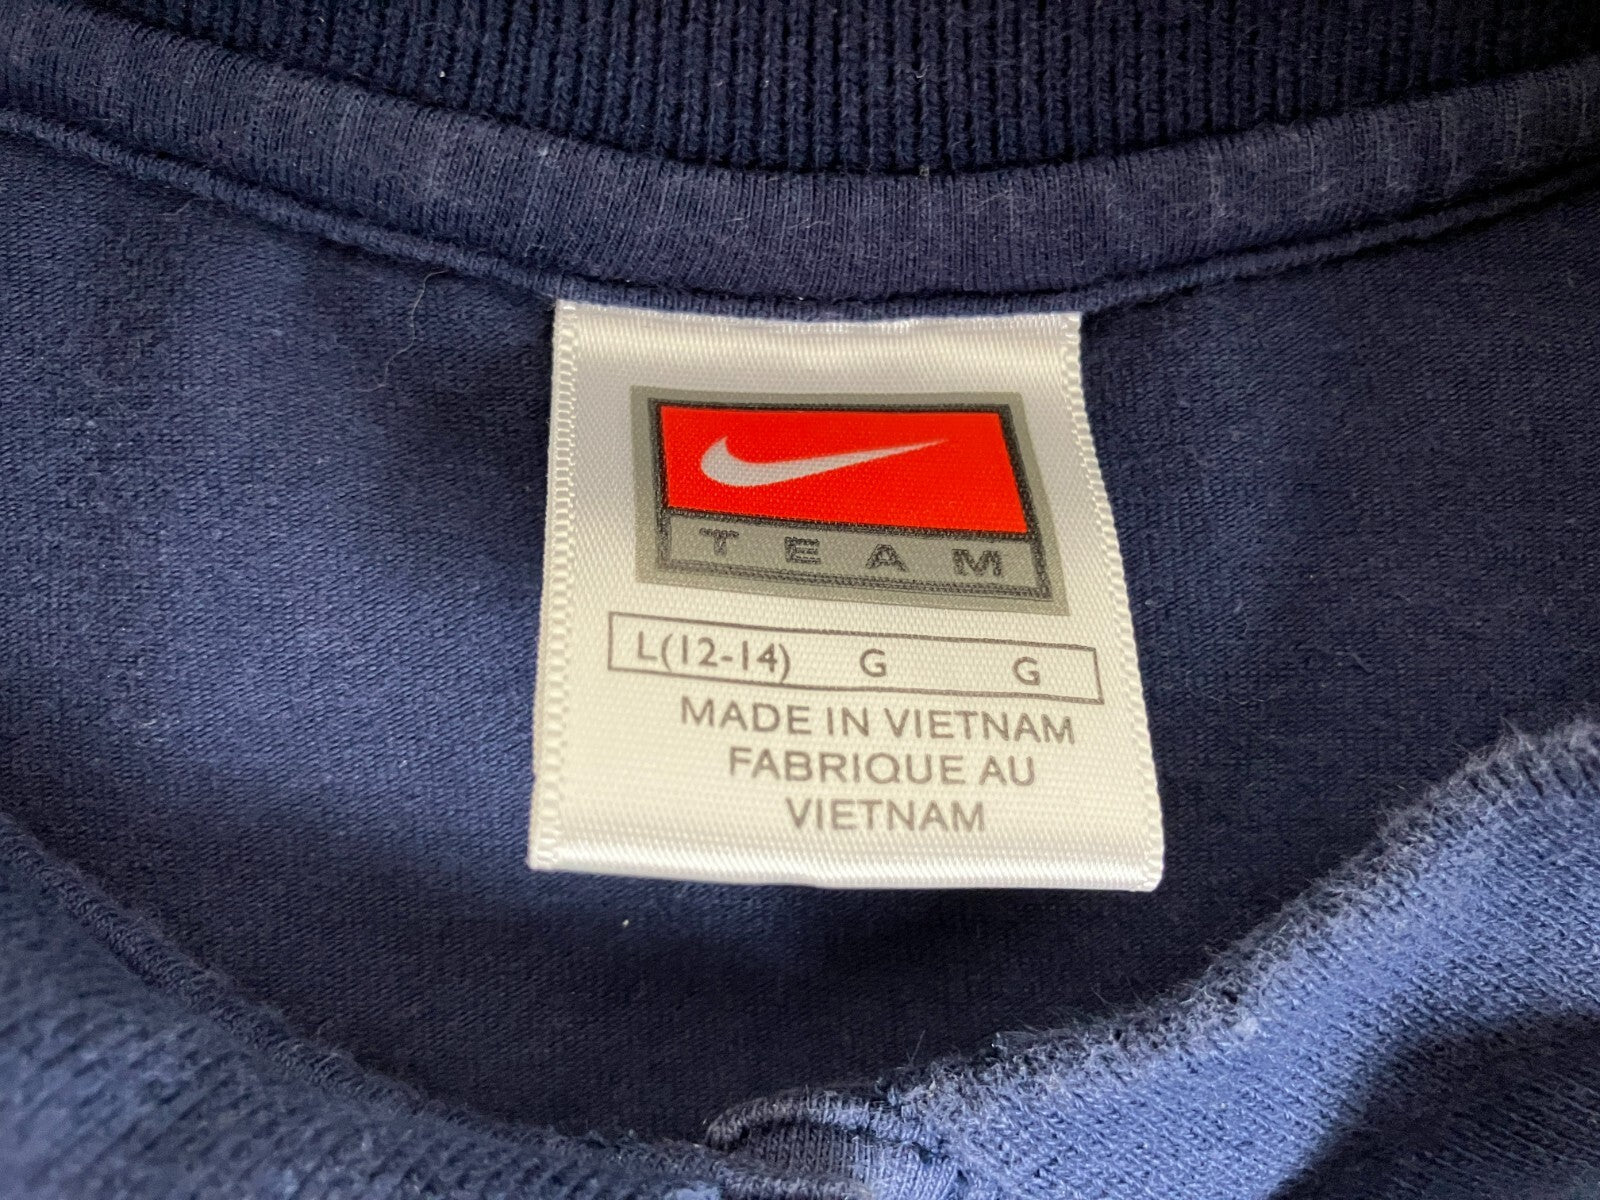 TEAM
L(12-14) G G
MADE IN VIETNAM
FABRIQUE AU
VIETNAM